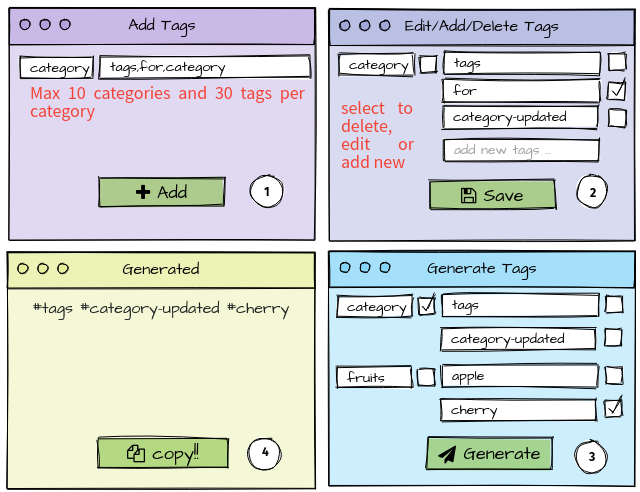 Add Tags
category
tags,for,category
Max 10 categories and 30 tags per
category
Add
1
Edit/Add/Delete Tags
category
tags
for
category-updated
add new tags ...
select to
delete,
edit or
add new
Save
2
Generated
#tags #category-updated #cherry
copy!!
4
Generate Tags
category
tags
category-updated
fruits
apple
cherry
Generate
3